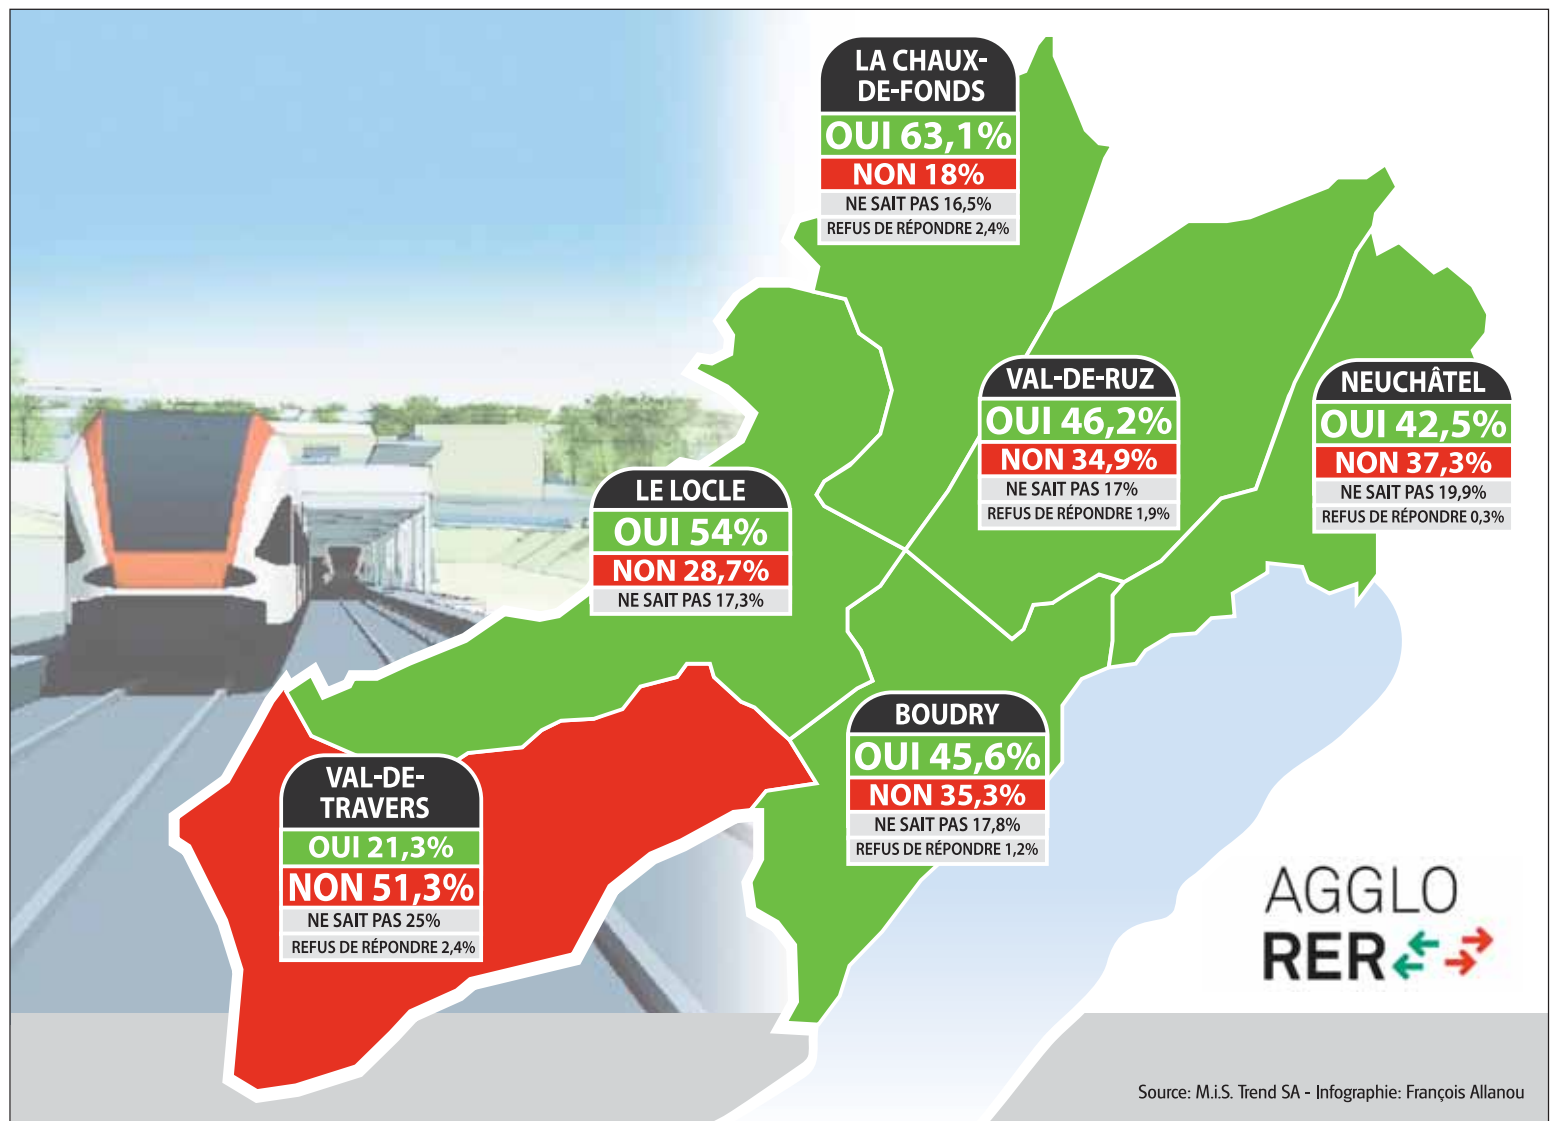 LA CHAUX-
DE-FONDS
OUI 63,1%
NON 18%
NE SAIT PAS 16,5%
REFUS DE RÉPONDRE 2,4%
VAL-DE-RUZ
OUI 46,2%
NON 34,9%
NE SAIT PAS 17%
REFUS DE RÉPONDRE 1,9%
NEUCHÂTEL
OUI 42,5%
NON 37,3%
NE SAIT PAS 19,9%
REFUS DE RÉPONDRE 0,3%
LE LOCLE
OUI 54%
NON 28,7%
NE SAIT PAS 17,3%
BOUDRY
OUI 45,6%
NON 35,3%
NE SAIT PAS 17,8%
REFUS DE RÉPONDRE 1,2%
VAL-DE-
TRAVERS
OUI 21,3%
NON 51,3%
NE SAIT PAS 25%
REFUS DE RÉPONDRE 2,4%
AGGLO
RER
Source: M.i.S. Trend SA - Infographie: François Allanou